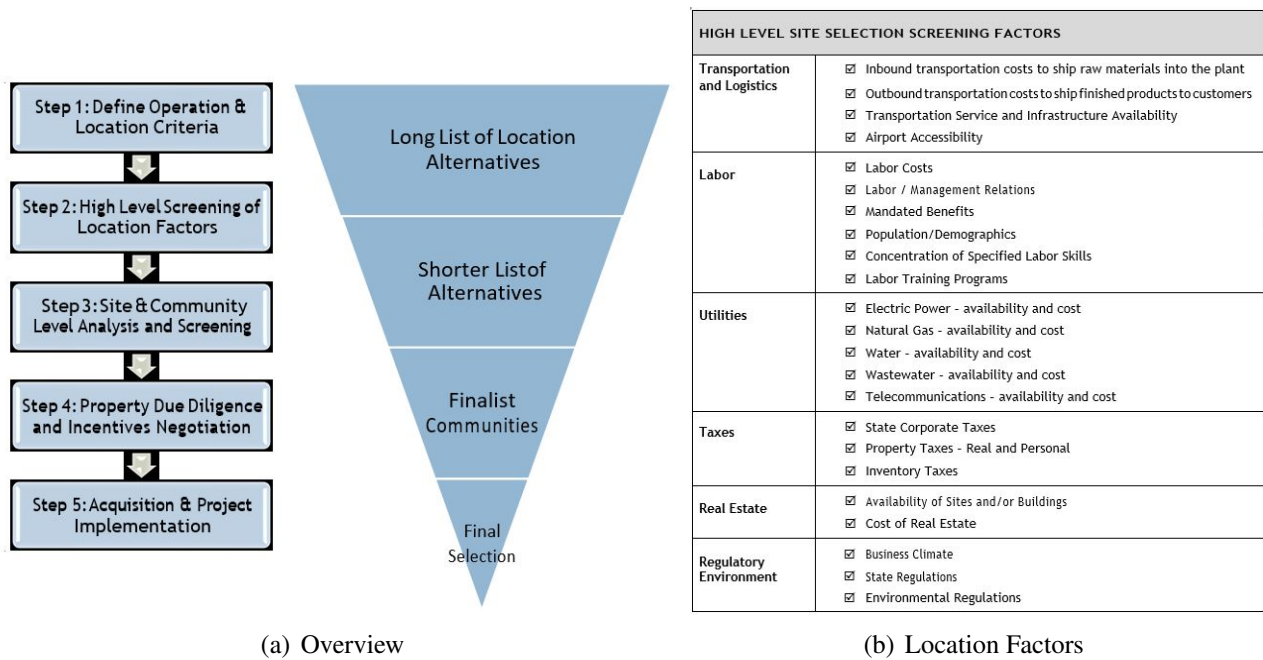 Step 1: Define Operation &
Location Criteria
Step 2: High Level Screening of
Location Factors
Step 3: Site & Community
Level Analysis and Screening
Step 4: Property Due Diligence
and Incentives Negotiation
Step 5: Acquisition & Project
Implementation
Long List of Location
Alternatives
Shorter Listof
Alternatives
Finalist
Communities
Final
Selection
(a) Overview
HIGH LEVEL SITE SELECTION SCREENING FACTORS
Transportation
and Logistics
☑ Inbound transportation costs to ship raw materials into the plant
☑ Outbound transportation costs to ship finished products to customers
☑ Transportation Service and Infrastructure Availability
☑ Airport Accessibility
Labor
☑ Labor Costs
☑ Labor / Management Relations
☑ Mandated Benefits
☑ Population/Demographics
☑ Concentration of Specified Labor Skills
☑ Labor Training Programs
Utilities
☑ Electric Power - availability and cost
☑ Natural Gas - availability and cost
☑ Water - availability and cost
☑ Wastewater - availability and cost
☑ Telecommunications - availability and cost
Taxes
☑ State Corporate Taxes
☑ Property Taxes - Real and Personal
☑ Inventory Taxes
Real Estate
☑ Availability of Sites and/or Buildings
☑ Cost of Real Estate
Regulatory
Environment
☑ Business Climate
☑ State Regulations
☑ Environmental Regulations
(b) Location Factors